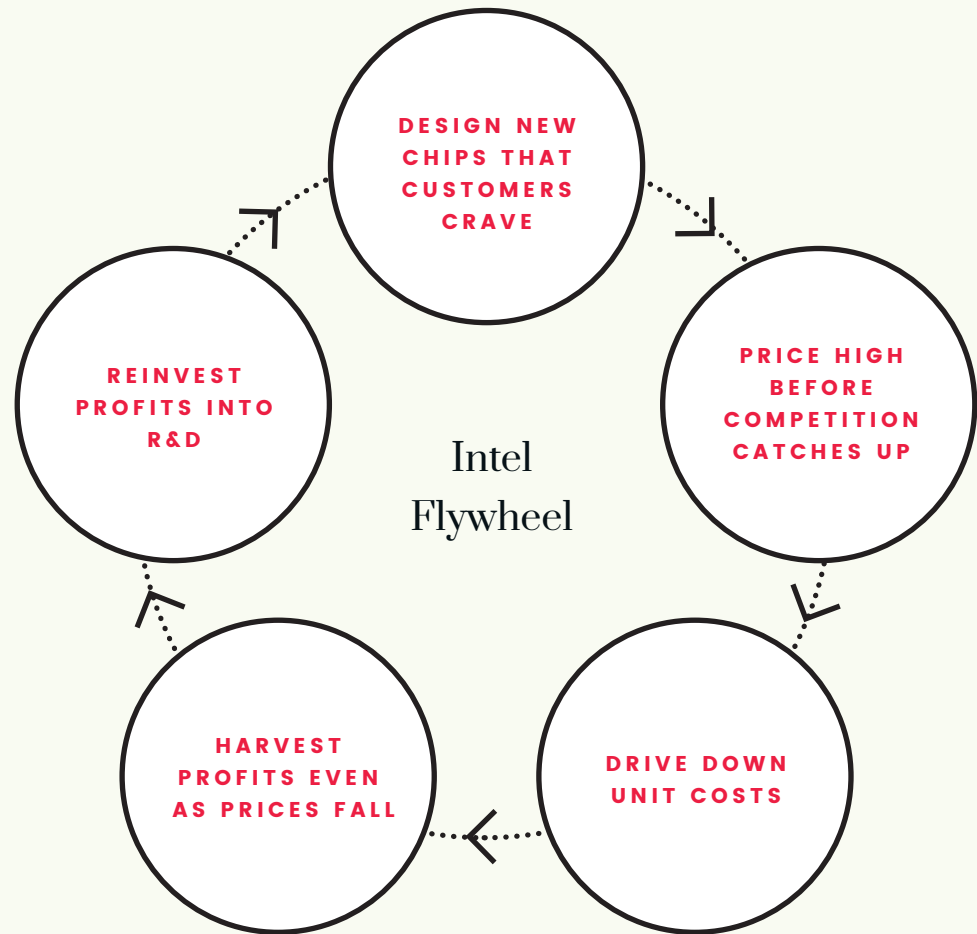 DESIGN NEW
CHIPS THAT
CUSTOMERS
CRAVE
PRICE HIGH
BEFORE
COMPETITION
CATCHES UP
DRIVE DOWN
UNIT COSTS
HARVEST
PROFITS EVEN
AS PRICES FALL
REINVEST
PROFITS INTO
R&D
Intel
Flywheel